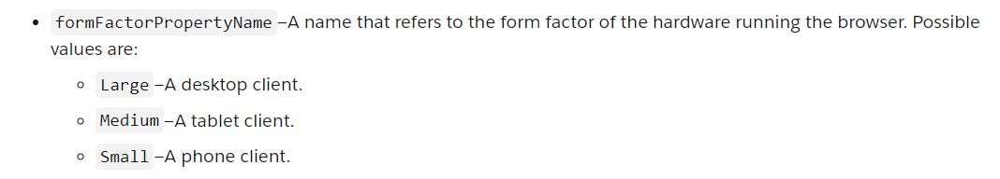 • formFactorPropertyName –A name that refers to the form factor of the hardware running the browser. Possible
values are:
○ Large –A desktop client.
○ Medium –A tablet client.
○ Small –A phone client.